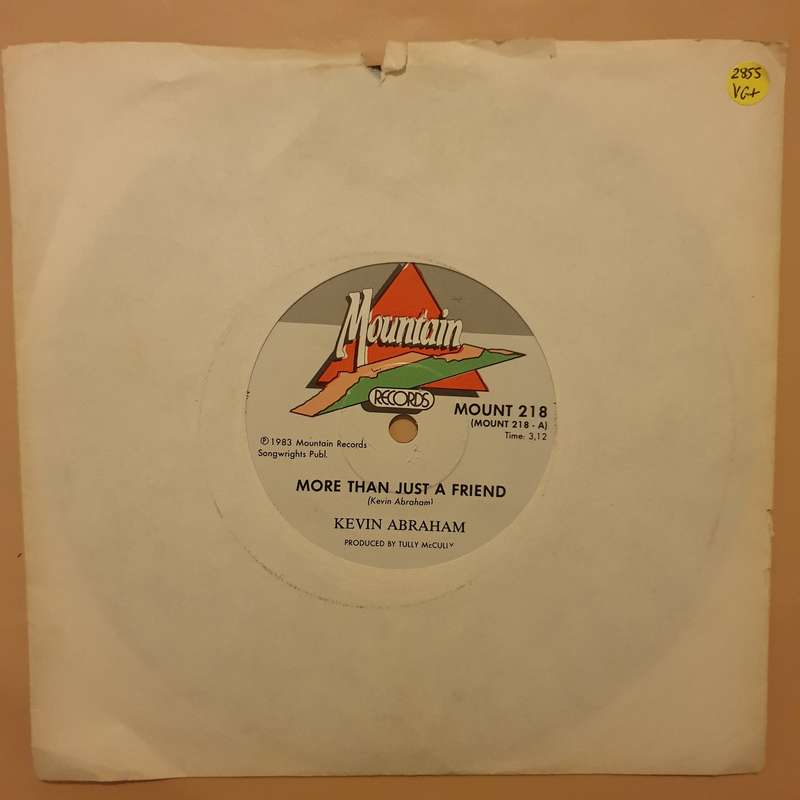 2855
VG+
Mountain
RECORDS
MOUNT 218
(MOUNT 218 - A)
Time: 3,12
℗ 1983 Mountain Records
Songwrights Publ.
MORE THAN JUST A FRIEND
(Kevin Abraham)
KEVIN ABRAHAM
PRODUCED BY TULLY McCULLY